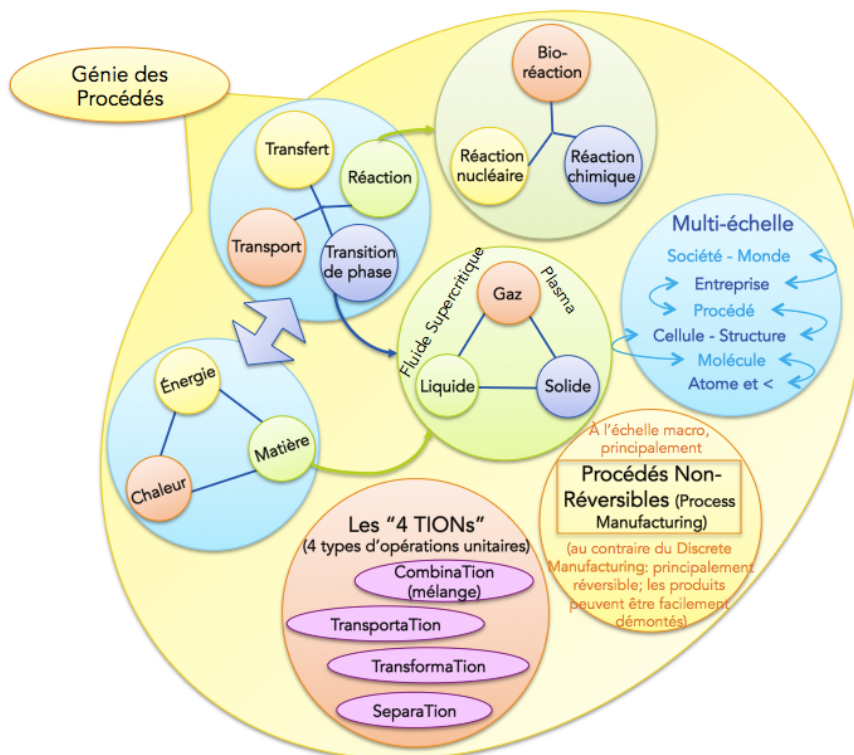 Génie des
Procédés
Transfert
Réaction
Transport
Transition
de phase
Bio-
réaction
Réaction
nucléaire
Réaction
chimique
Multi-échelle
Société - Monde
Entreprise
Procédé
Cellule - Structure
Molécule
Atome et <
Fluide Supercritique
Plasma
Gaz
Liquide
Solide
Énergie
Matière
Chaleur
Les “4 TIONs”
(4 types d’opérations unitaires)
CombinaTion
(mélange)
TransportaTion
TransformaTion
SeparaTion
À l’échelle macro,
principalement
Procédés Non-
Réversibles (Process
Manufacturing)
(au contraire du Discrete
Manufacturing: principalement
réversible; les produits
peuvent être facilement
démontés)